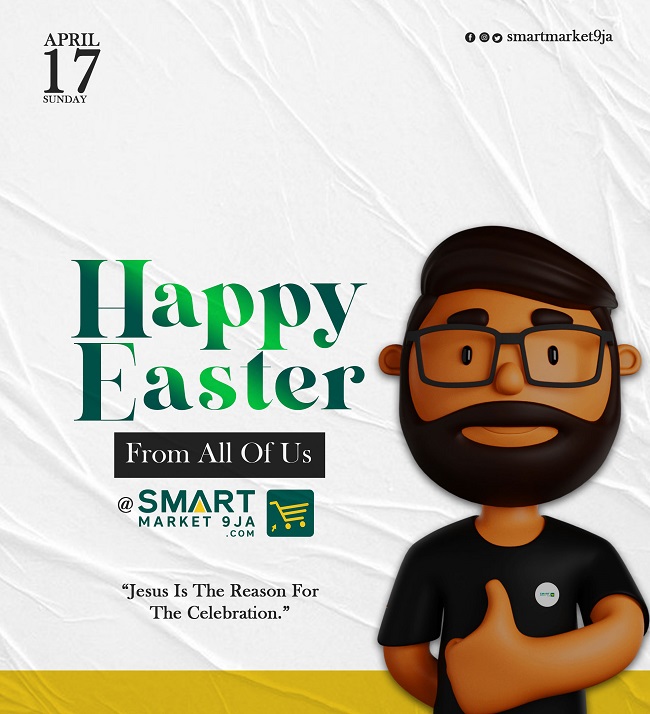 APRIL
17
SUNDAY
smartmarket9ja
Happy
Easter
From All Of Us
@ SMART
MARKET 9JA
.COM
“Jesus Is The Reason For
The Celebration.”